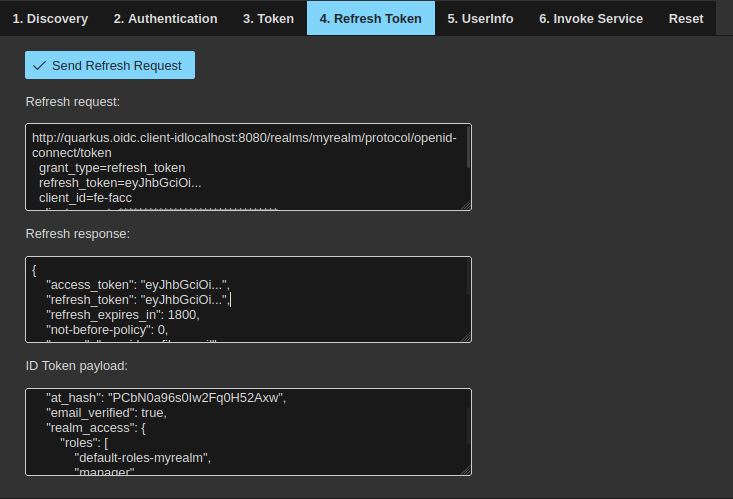 1. Discovery 2. Authentication 3. Token 4. Refresh Token 5. UserInfo 6. Invoke Service Reset
Send Refresh Request
Refresh request:
http://quarkus.oidc.client-idlocalhost:8080/realms/myrealm/protocol/openid-
connect/token
grant_type=refresh_token
refresh_token=eyJhbGciOi...
client_id=fe-facc
Refresh response:
{
"access_token": "eyJhbGciOi...",
"refresh_token": "eyJhbGciOi...",
"refresh_expires_in": 1800,
"not-before-policy": 0,
ID Token payload:
"at_hash": "PCbN0a96s0Iw2Fq0H52Axw",
"email_verified": true,
"realm_access": {
"roles": [
"default-roles-myrealm",
"manager"